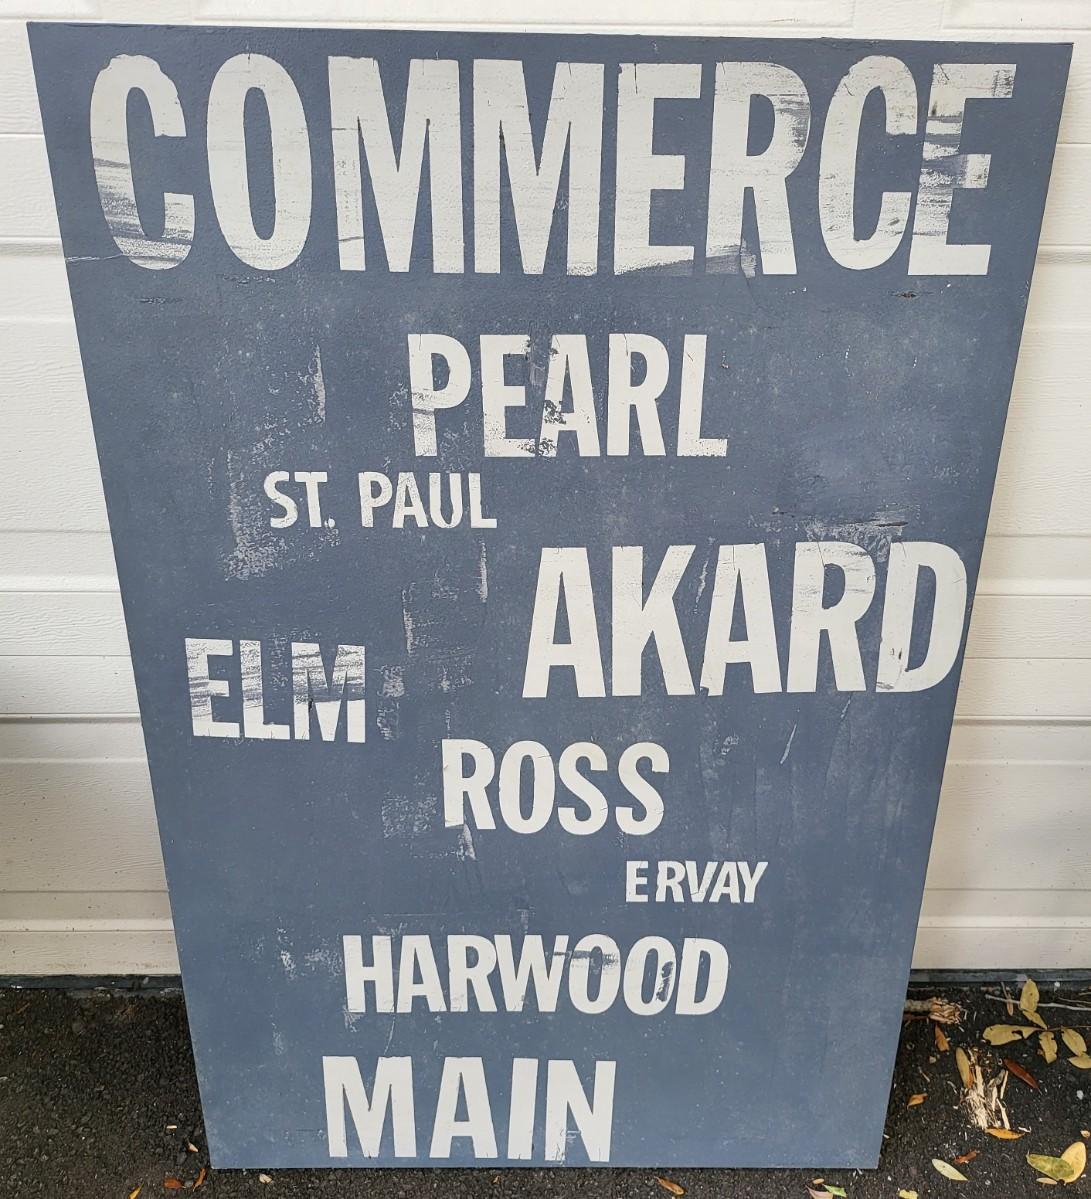 COMMERCE
PEARL
ST. PAUL
AKARD
ELM
ROSS
ERVAY
HARWOOD
MAIN